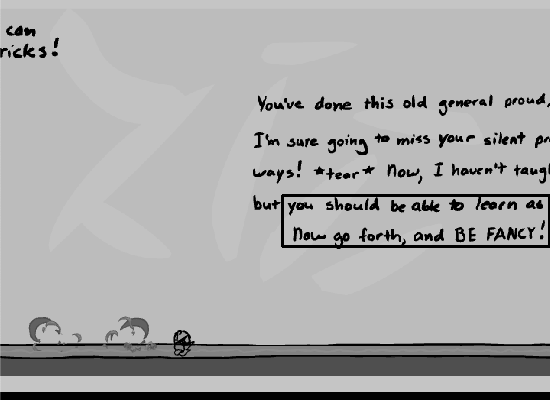 can
ricks!
You've done this old general proud,
I'm sure going to miss your silent pr
ways! *tear* Now, I haven't taugh
but you should be able to learn as
Now go forth, and BE FANCY!